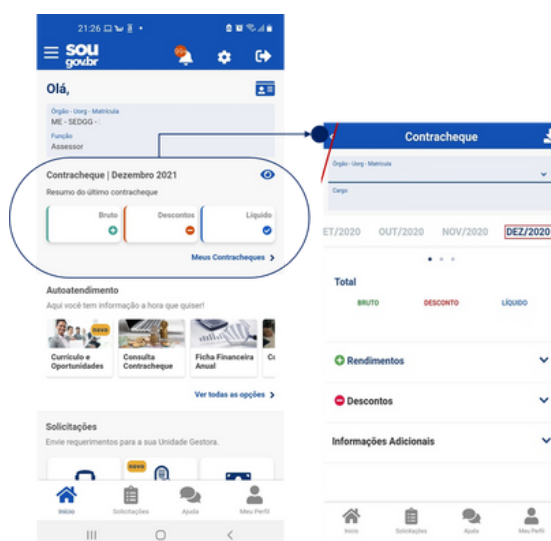 21:26
SOU
gov.br
Olá,
Órgão - Uorg - Matrícula
ME - SEDGG -
Função
Assessor
Contracheque | Dezembro 2021
Resumo do último contracheque
Bruto
Descontos
Líquido
Meus Contracheques
Autoatendimento
Aqui você tem informação a hora que quiser!
novo
Currículo e
Oportunidades
Consulta
Contracheque
Ficha Financeira
Anual
Ver todas as opções
Solicitações
Envie requerimentos para a sua Unidade Gestora.
novo
Início
Solicitações
Ajuda
Meu Perfil
Contracheque
Órgão - Uorg - Matrícula
Cargo
ET/2020 OUT/2020 NOV/2020 DEZ/2020
Total
BRUTO DESCONTO LÍQUIDO
Rendimentos
Descontos
Informações Adicionais
Início
Solicitações
Ajuda
Meu Perfil